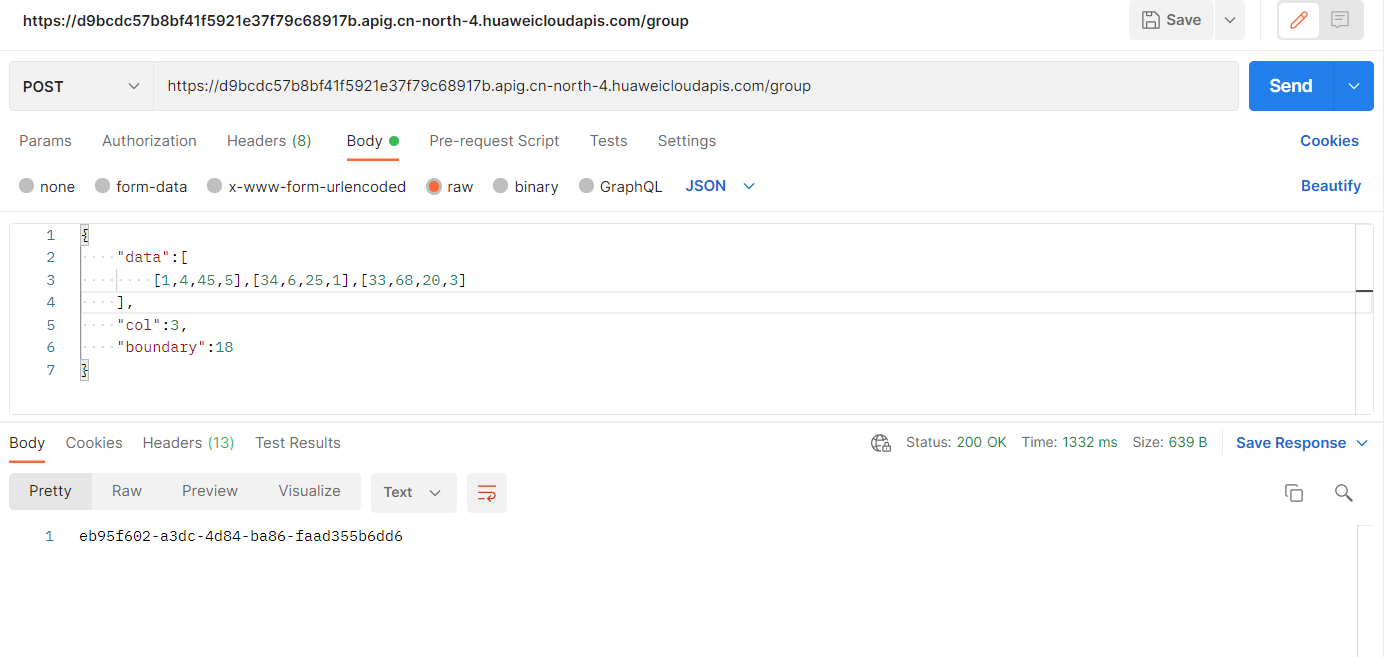 https://d9bcdc57b8bf41f5921e37f79c68917b.apig.cn-north-4.huaweicloudapis.com/group
Save
POST
https://d9bcdc57b8bf41f5921e37f79c68917b.apig.cn-north-4.huaweicloudapis.com/group
Send
Params Authorization Headers (8) Body Pre-request Script Tests Settings Cookies
none form-data x-www-form-urlencoded raw binary GraphQL JSON Beautify
1 {
2 ····"data":[
3 ········[1,4,45,5],[34,6,25,1],[33,68,20,3]
4 ····],
5 ····"col":3,
6 ····"boundary":18
7 }
Body Cookies Headers (13) Test Results Status: 200 OK Time: 1332 ms Size: 639 B Save Response
Pretty Raw Preview Visualize Text
1 eb95f602-a3dc-4d84-ba86-faad355b6dd6